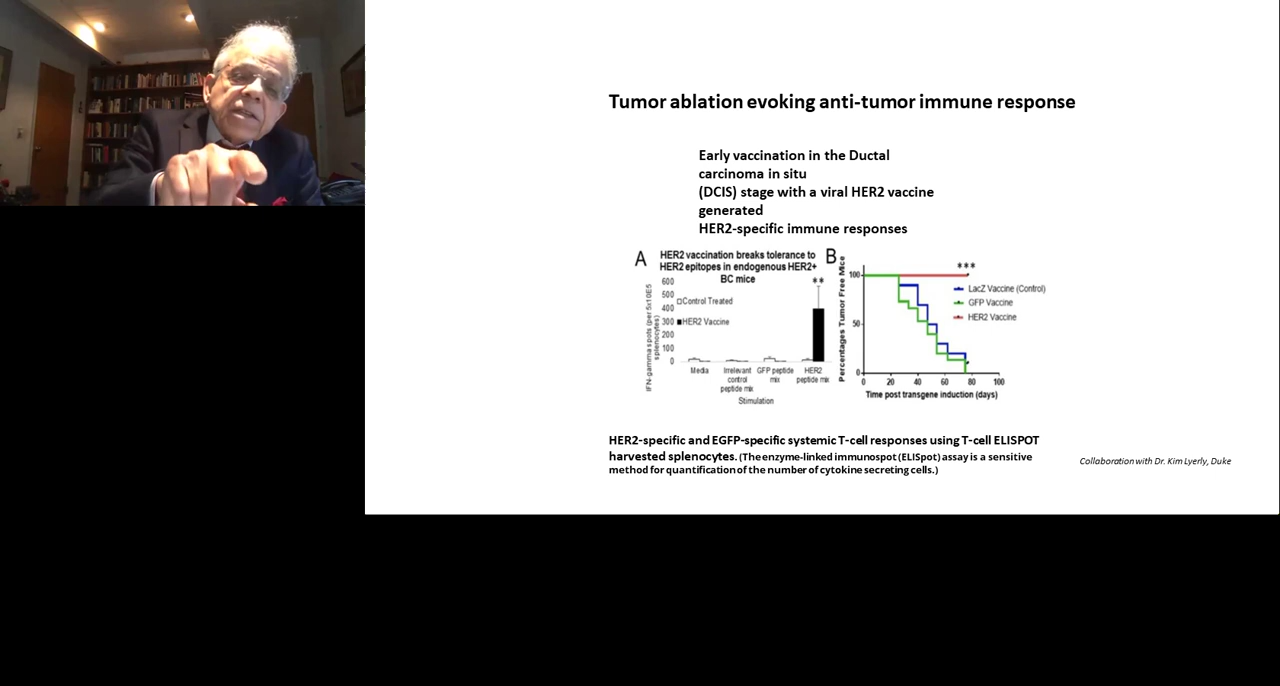 Tumor ablation evoking anti-tumor immune response
Early vaccination in the Ductal
carcinoma in situ
(DCIS) stage with a viral HER2 vaccine
generated
HER2-specific immune responses
A
HER2 vaccination breaks tolerance to
HER2 epitopes in endogenous HER2+
BC mice
IFN-gamma spots (per 5x10E5
splenocytes)
600
500
400
300
200
100
0
Control Treated
HER2 Vaccine
**
Media
Irrelevant
control
peptide mix
GFP peptide
mix
HER2
peptide mix
Stimulation
B
Percentages Tumor Free Mice
100
50
0
***
LacZ Vaccine (Control)
GFP Vaccine
HER2 Vaccine
0 20 40 60 80 100
Time post transgene induction (days)
HER2-specific and EGFP-specific systemic T-cell responses using T-cell ELISPOT
harvested splenocytes. (The enzyme-linked immunospot (ELISpot) assay is a sensitive
method for quantification of the number of cytokine secreting cells.)
Collaboration with Dr. Kim Lyerly, Duke